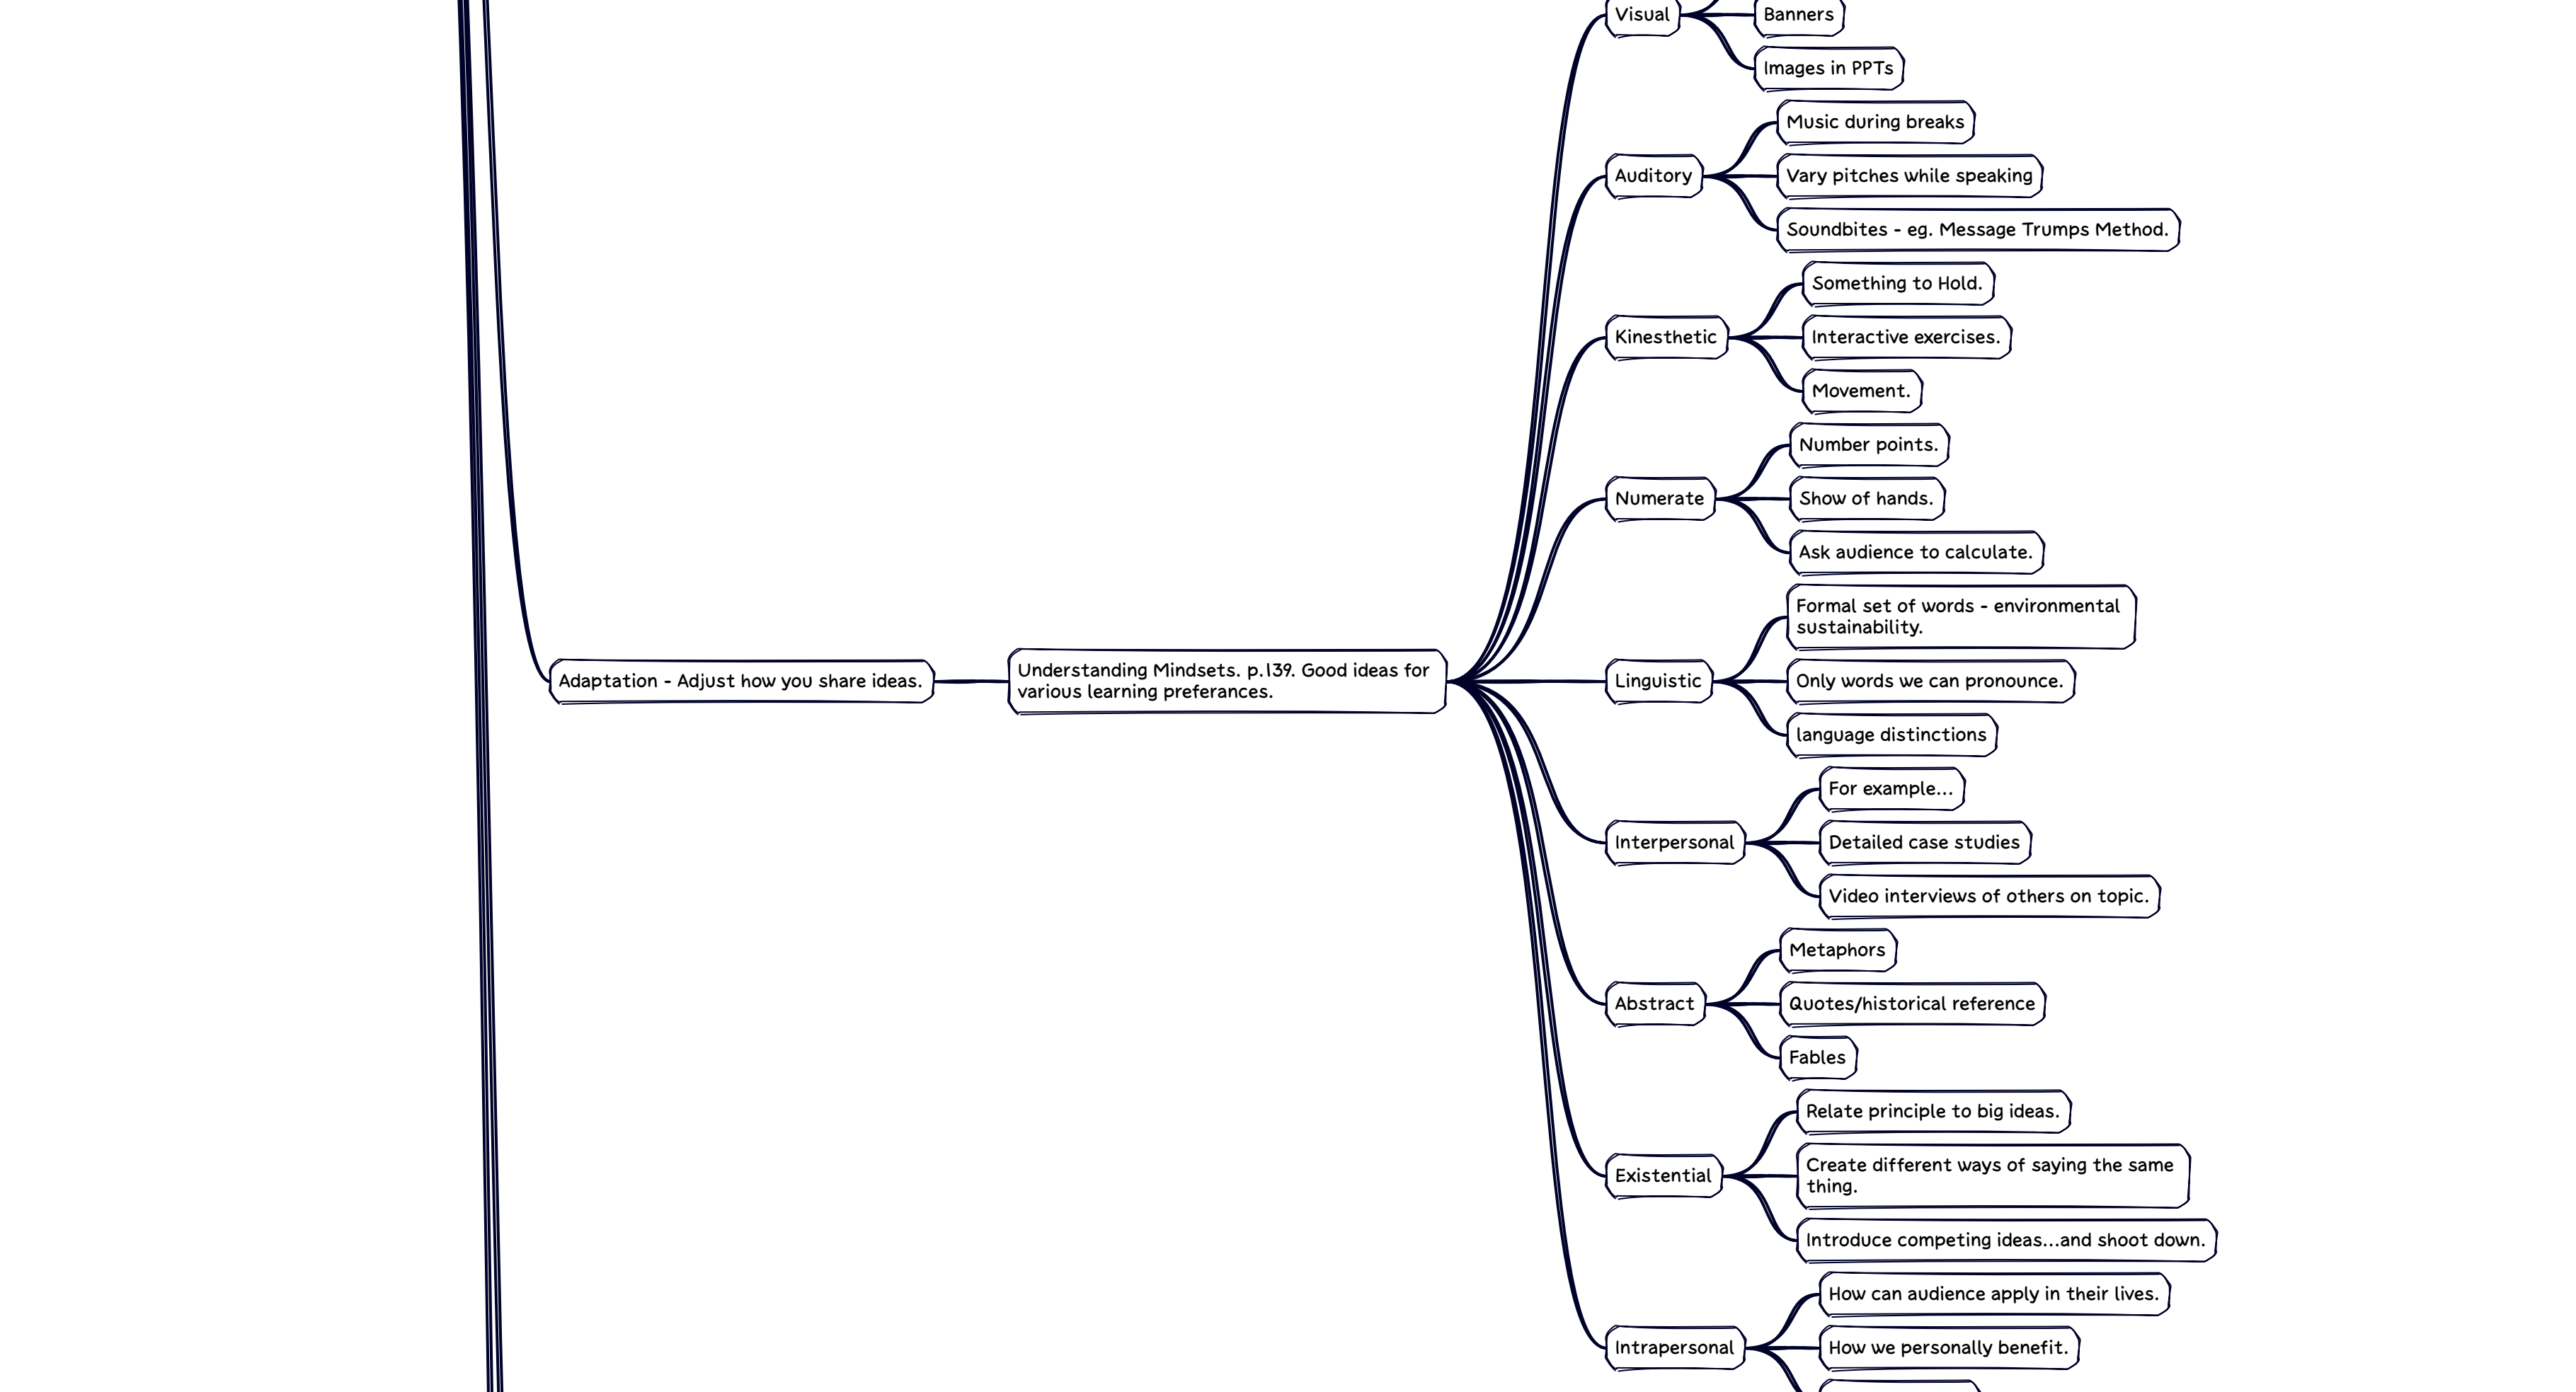 Visual
Banners
Images in PPTs
Music during breaks
Auditory
Vary pitches while speaking
Soundbites - eg. Message Trumps Method.
Something to Hold.
Kinesthetic
Interactive exercises.
Movement.
Number points.
Numerate
Show of hands.
Ask audience to calculate.
Formal set of words - environmental
sustainability.
Adaptation - Adjust how you share ideas.
Understanding Mindsets. p.139. Good ideas for
various learning preferances.
Linguistic
Only words we can pronounce.
language distinctions
For example...
Interpersonal
Detailed case studies
Video interviews of others on topic.
Metaphors
Abstract
Quotes/historical reference
Fables
Relate principle to big ideas.
Existential
Create different ways of saying the same
thing.
Introduce competing ideas...and shoot down.
How can audience apply in their lives.
Intrapersonal
How we personally benefit.